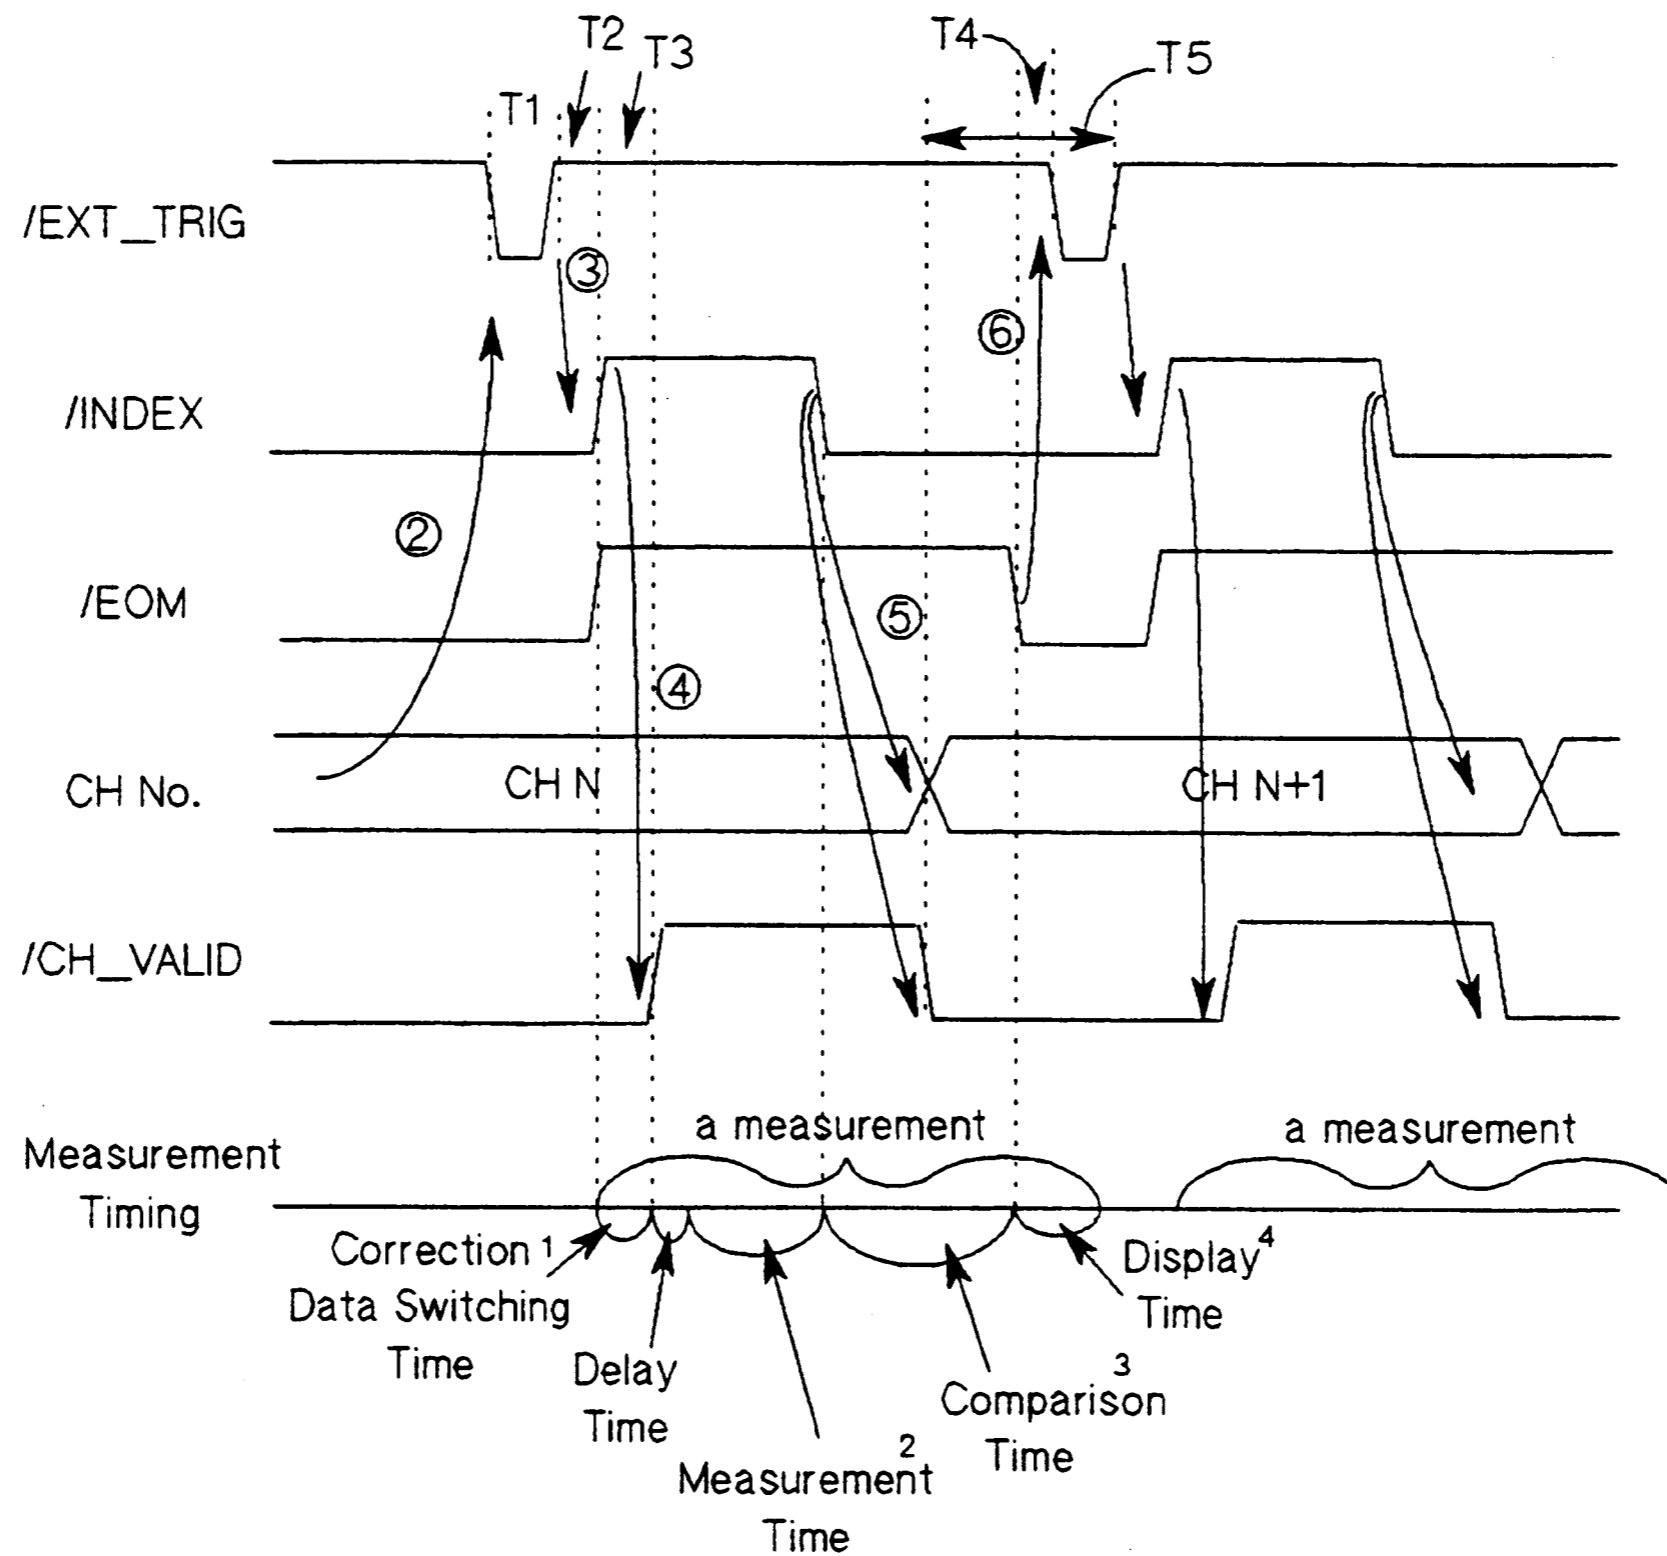 T2
T3
T4
T5
T1
/EXT_TRIG
③
⑥
/INDEX
②
/EOM
⑤
④
CH No.
CH N
CH N+1
/CH_VALID
a measurement
a measurement
Measurement
Timing
Correction 1
Data Switching
Time
Delay
Time
Measurement 2
Time
Comparison 3
Time
Display 4
Time